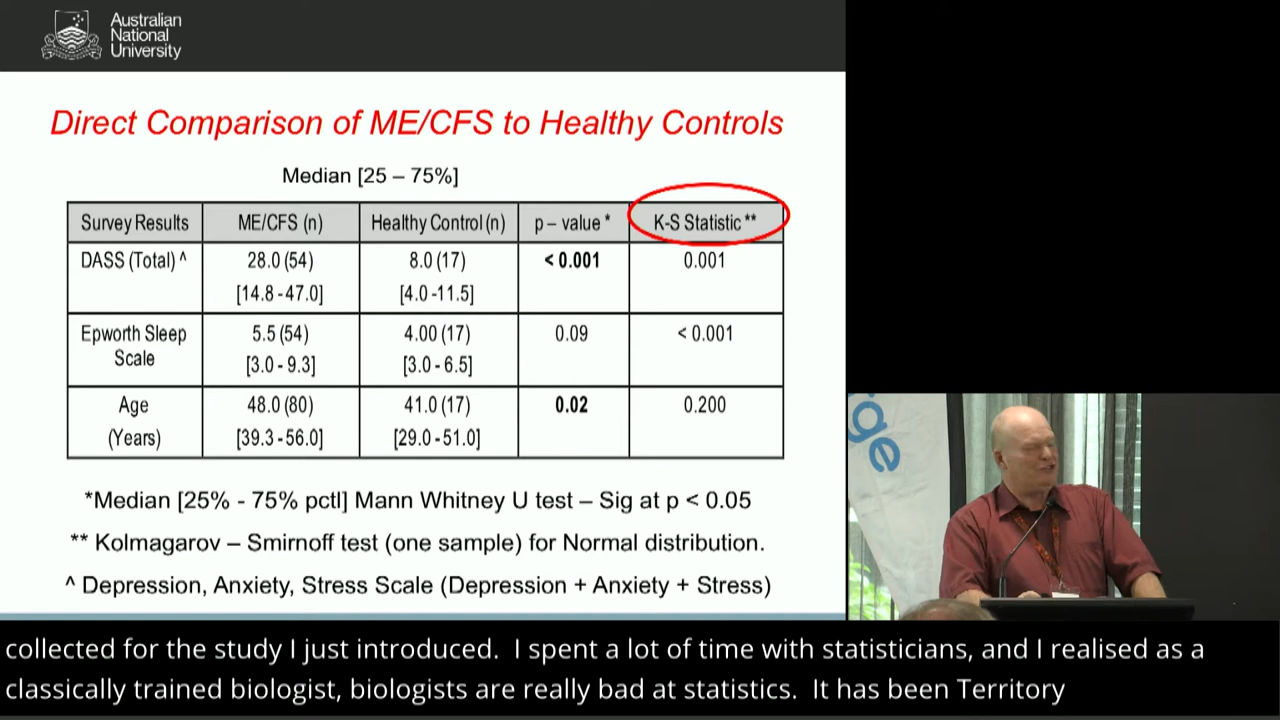 Australian
National
University
Direct Comparison of ME/CFS to Healthy Controls
Median [25 – 75%]
Survey Results ME/CFS (n) Healthy Control (n) p – value * K-S Statistic **
DASS (Total) ^ 28.0 (54) 8.0 (17) < 0.001 0.001
[14.8 - 47.0] [4.0 -11.5]
Epworth Sleep 5.5 (54) 4.00 (17) 0.09 < 0.001
Scale [3.0 - 9.3] [3.0 - 6.5]
Age 48.0 (80) 41.0 (17) 0.02 0.200
(Years) [39.3 - 56.0] [29.0 - 51.0]
*Median [25% - 75% pctl] Mann Whitney U test – Sig at p < 0.05
** Kolmagarov – Smirnoff test (one sample) for Normal distribution.
^ Depression, Anxiety, Stress Scale (Depression + Anxiety + Stress)
collected for the study I just introduced. I spent a lot of time with statisticians, and I realised as a
classically trained biologist, biologists are really bad at statistics. It has been Territory